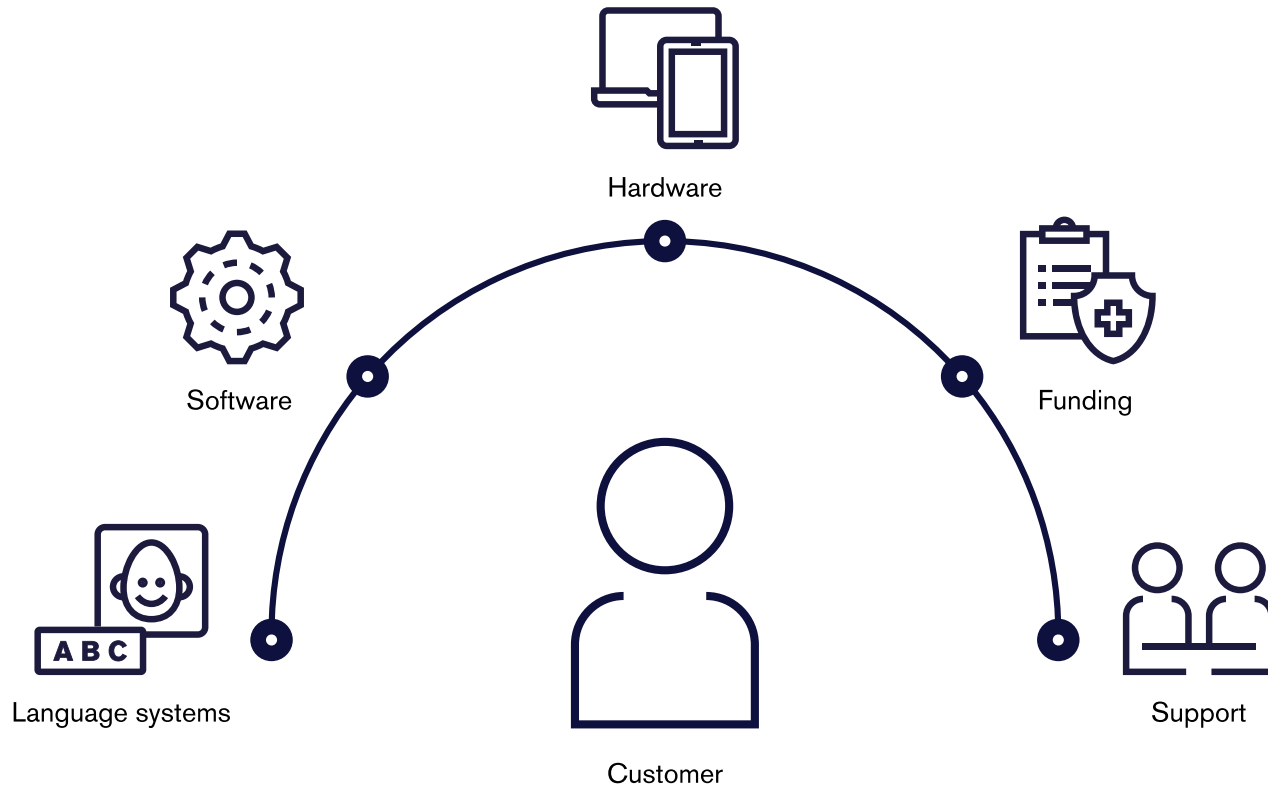 Hardware
Software
Funding
A B C
Language systems
Support
Customer